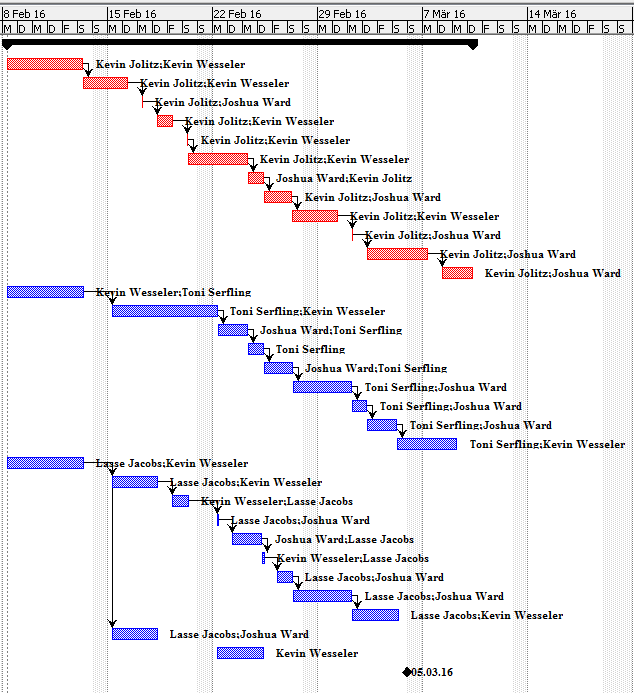 8 Feb 16 15 Feb 16 22 Feb 16 29 Feb 16 7 Mär 16 14 Mär 16
M D M D F S S M D M D F S S M D M D F S S M D M D F S S M D M D F S S M D M D F S S
Kevin Jolitz;Kevin Wesseler
Kevin Jolitz;Kevin Wesseler
Kevin Jolitz;Joshua Ward
Kevin Jolitz;Kevin Wesseler
Kevin Jolitz;Kevin Wesseler
Kevin Jolitz;Kevin Wesseler
Joshua Ward;Kevin Jolitz
Kevin Jolitz;Joshua Ward
Kevin Jolitz;Kevin Wesseler
Kevin Jolitz;Joshua Ward
Kevin Jolitz;Joshua Ward
Kevin Jolitz;Joshua Ward
Kevin Wesseler;Toni Serfling
Toni Serfling;Kevin Wesseler
Joshua Ward;Toni Serfling
Toni Serfling
Joshua Ward;Toni Serfling
Toni Serfling;Joshua Ward
Toni Serfling;Joshua Ward
Toni Serfling;Joshua Ward
Toni Serfling;Kevin Wesseler
Lasse Jacobs;Kevin Wesseler
Lasse Jacobs;Kevin Wesseler
Kevin Wesseler;Lasse Jacobs
Lasse Jacobs;Joshua Ward
Joshua Ward;Lasse Jacobs
Kevin Wesseler;Lasse Jacobs
Lasse Jacobs;Joshua Ward
Lasse Jacobs;Joshua Ward
Lasse Jacobs;Kevin Wesseler
Lasse Jacobs;Joshua Ward
Kevin Wesseler
05.03.16